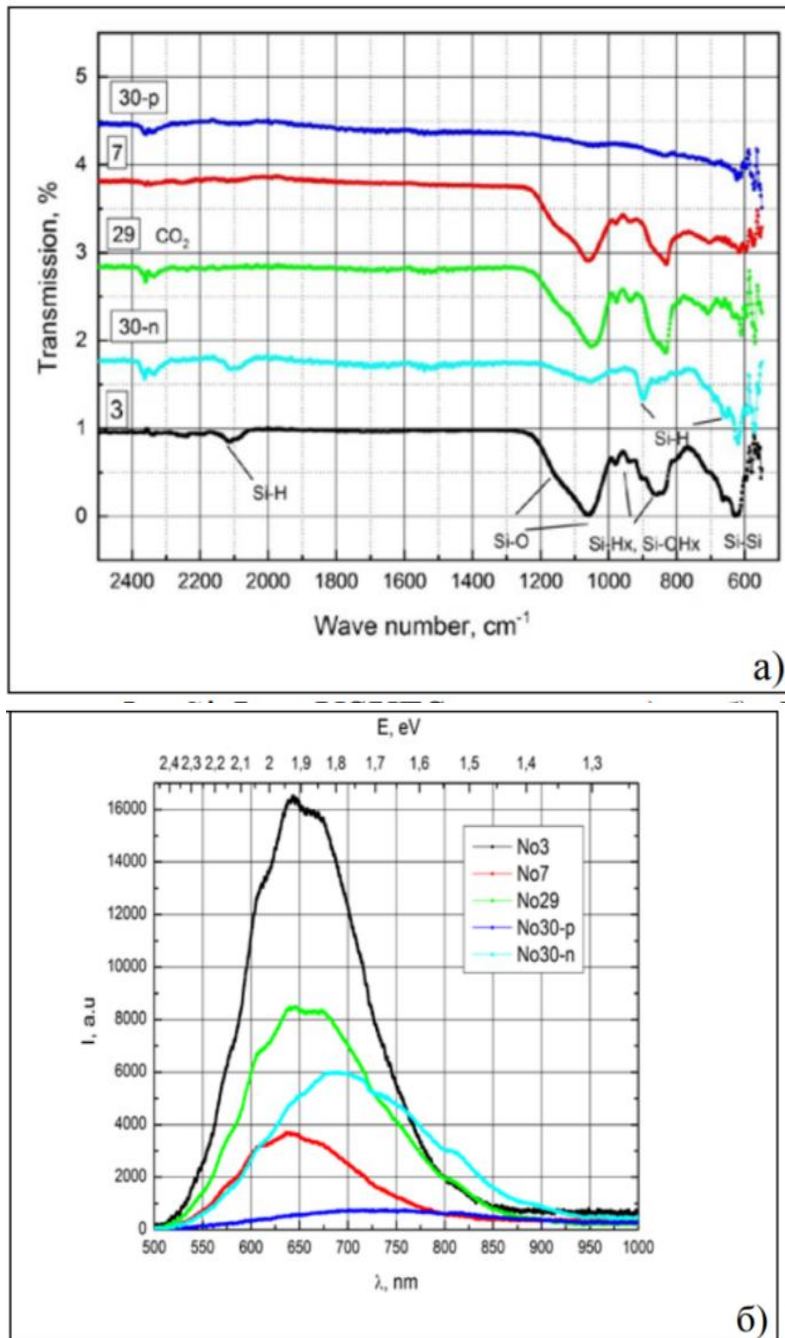 5
30-p
4
7
3
29 CO₂
2
30-n
1
3
Si-H
0
Si-H
Si-O
Si-Hx, Si-OHx
Si-Si
Transmission, %
2400 2200 2000 1800 1600 1400 1200 1000 800 600
Wave number, cm⁻¹
а)
E, eV
2,4 2,3 2,2 2,1 2 1,9 1,8 1,7 1,6 1,5 1,4 1,3
16000
14000
12000
10000
8000
6000
4000
2000
0
I, a.u
No3
No7
No29
No30-p
No30-n
500 550 600 650 700 750 800 850 900 950 1000
λ, nm
б)